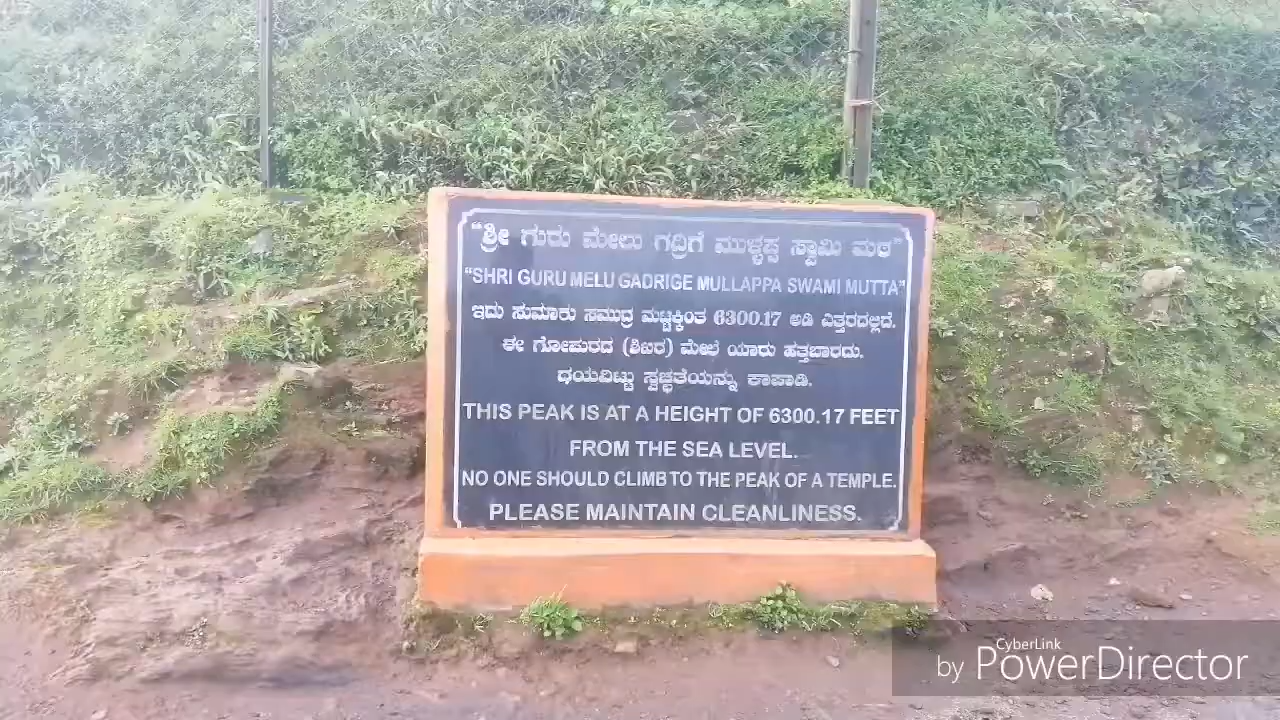 “ಶ್ರೀ ಗುರು ಮೇಲು ಗದ್ರಿಗೆ ಮುಳ್ಳಪ್ಪ ಸ್ವಾಮಿ ಮಠ”
“SHRI GURU MELU GADRIGE MULLAPPA SWAMI MUTTA”
ಇದು ಸುಮಾರು ಸಮುದ್ರ ಮಟ್ಟಕ್ಕಿಂತ 6300.17 ಅಡಿ ಎತ್ತರದಲ್ಲಿದೆ.
ಈ ಗೋಪುರದ (ಶಿಖರ) ಮೇಲೆ ಯಾರು ಹತ್ತಬಾರದು.
ಧಯವಿಟ್ಟು ಸ್ವಚ್ಛತೆಯನ್ನು ಕಾಪಾಡಿ.
THIS PEAK IS AT A HEIGHT OF 6300.17 FEET
FROM THE SEA LEVEL.
NO ONE SHOULD CLIMB TO THE PEAK OF A TEMPLE.
PLEASE MAINTAIN CLEANLINESS.
CyberLink
by PowerDirector